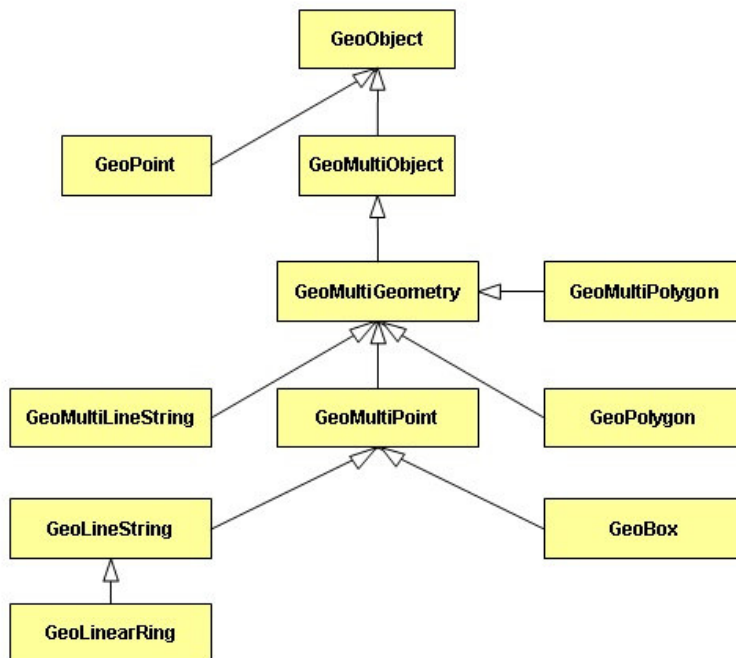 GeoObject
GeoPoint
GeoMultiObject
GeoMultiGeometry
GeoMultiPolygon
GeoMultiLineString
GeoMultiPoint
GeoPolygon
GeoLineString
GeoBox
GeoLinearRing